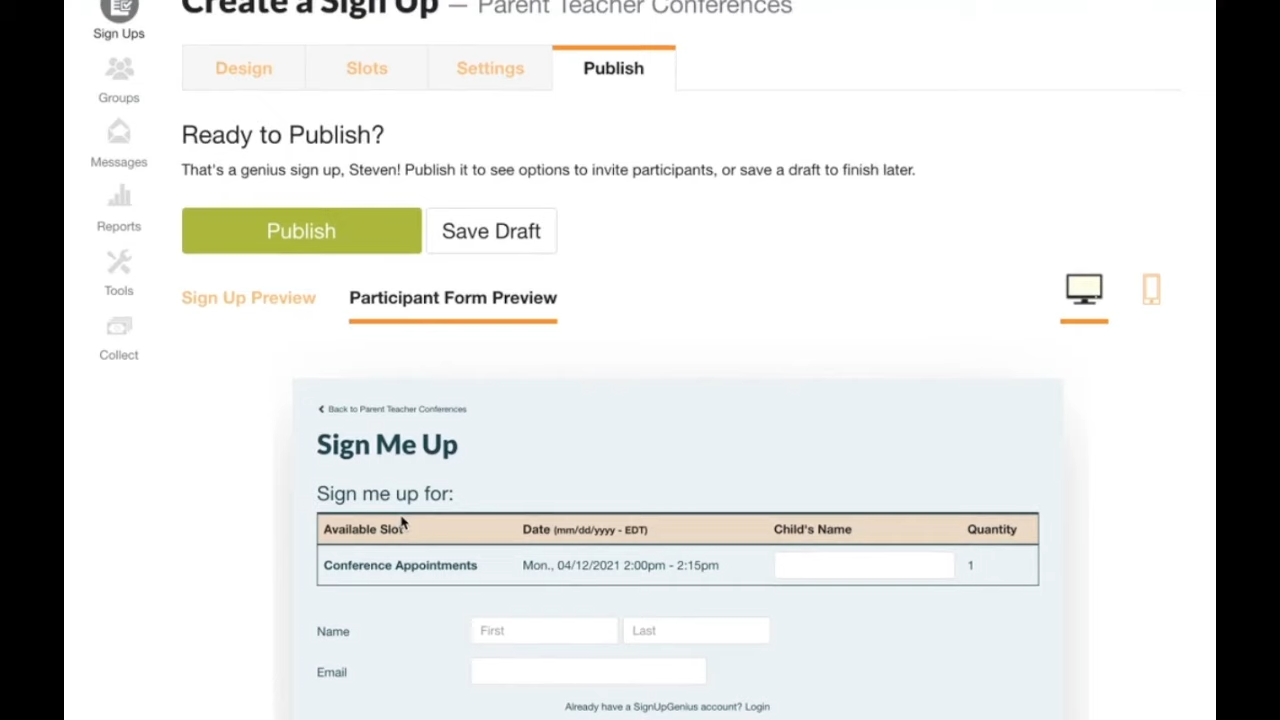 Create a Sign Up — Parent Teacher Conferences
Sign Ups
Groups
Messages
Reports
Tools
Collect
Design Slots Settings Publish
Ready to Publish?
That's a genius sign up, Steven! Publish it to see options to invite participants, or save a draft to finish later.
Publish Save Draft
Sign Up Preview Participant Form Preview
Back to Parent Teacher Conferences
Sign Me Up
Sign me up for:
Available Slot Date (mm/dd/yyyy - EDT) Child's Name Quantity
Conference Appointments Mon., 04/12/2021 2:00pm - 2:15pm 1
Name First Last
Email
Already have a SignUpGenius account? Login